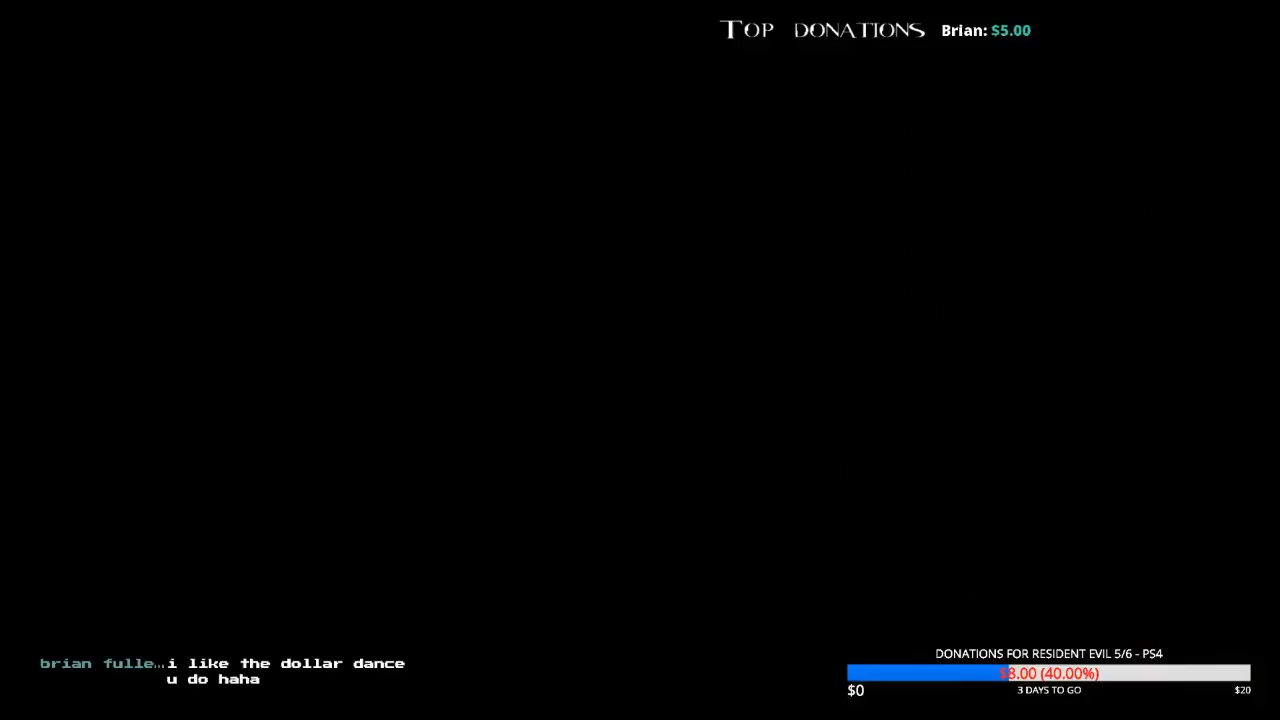 Top donations Brian: $5.00
brian fulle… i like the dollar dance
u do haha
DONATIONS FOR RESIDENT EVIL 5/6 - PS4
$8.00 (40.00%)
$0 3 DAYS TO GO $20